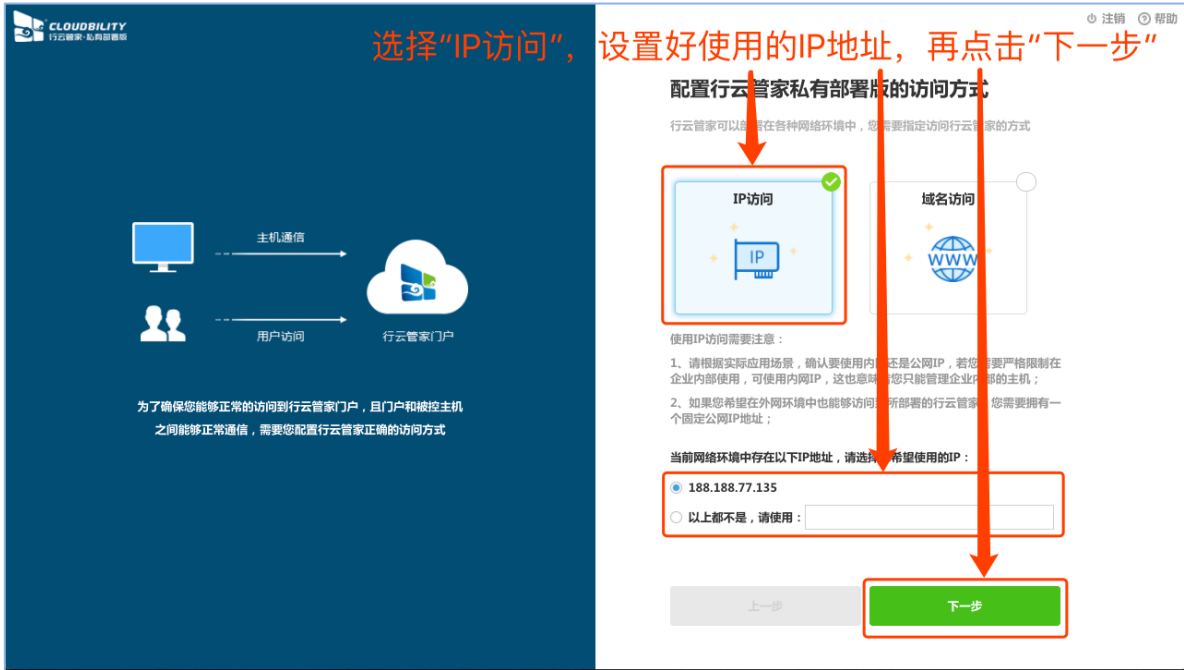 CLOUDBILITY
行云管家·私有部署版
注销 帮助
选择"IP访问"，设置好使用的IP地址，再点击"下一步"
配置行云管家私有部署版的访问方式
行云管家可以部署在各种网络环境中，您需要指定访问行云管家的方式
IP访问
域名访问
IP
WWW
主机通信
用户访问
行云管家门户
为了确保您能够正常的访问到行云管家门户，且门户和被控主机
之间能够正常通信，需要您配置行云管家正确的访问方式
使用IP访问需要注意：
1、请根据实际应用场景，确认要使用内网还是公网IP，若您需要严格限制在
企业内部使用，可使用内网IP，这也意味着您只能管理企业内部的主机；
2、如果您希望在外网环境中也能够访问到所部署的行云管家，您需要拥有一
个固定公网IP地址；
当前网络环境中存在以下IP地址，请选择您希望使用的IP：
188.188.77.135
以上都不是，请使用：
上一步
下一步